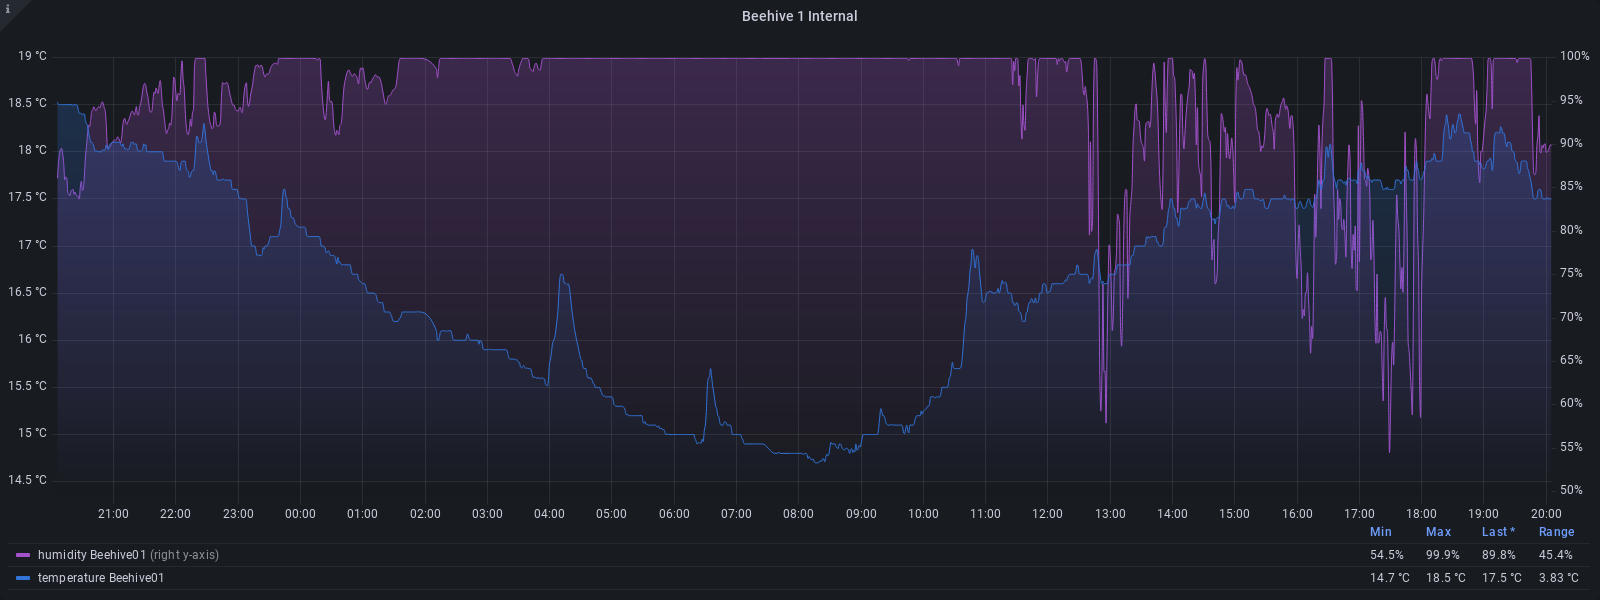 i
Beehive 1 Internal
19 °C 100%
18.5 °C 95%
18 °C 90%
17.5 °C 85%
17 °C 80%
16.5 °C 75%
16 °C 70%
15.5 °C 65%
15 °C 60%
14.5 °C 55%
50%
21:00 22:00 23:00 00:00 01:00 02:00 03:00 04:00 05:00 06:00 07:00 08:00 09:00 10:00 11:00 12:00 13:00 14:00 15:00 16:00 17:00 18:00 19:00 20:00
Min Max Last * Range
humidity Beehive01 (right y-axis) 54.5% 99.9% 89.8% 45.4%
temperature Beehive01 14.7 °C 18.5 °C 17.5 °C 3.83 °C